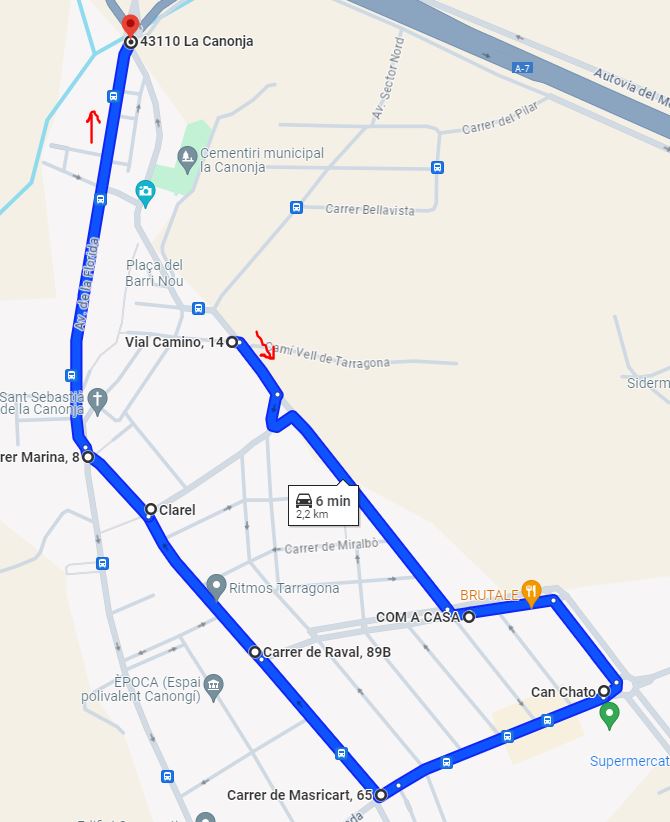 43110 La Canonja
A-7
Autovia del M
Av. Sector Nord
Carrer del Pilar
Cementiri municipal
la Canonja
Carrer Bellavista
Av. de la Florida
Plaça del
Barri Nou
Vial Camino, 14
Camí Vell de Tarragona
Sant Sebastià
de la Canonja
Siderm
rer Marina, 8
6 min
2,2 km
Clarel
Carrer de Miralbò
Ritmos Tarragona
BRUTALE
COM A CASA
Carrer de Raval, 89B
ÈPOCA (Espai
polivalent Canongí)
Can Chato
Supermercat
Carrer de Masricart, 65